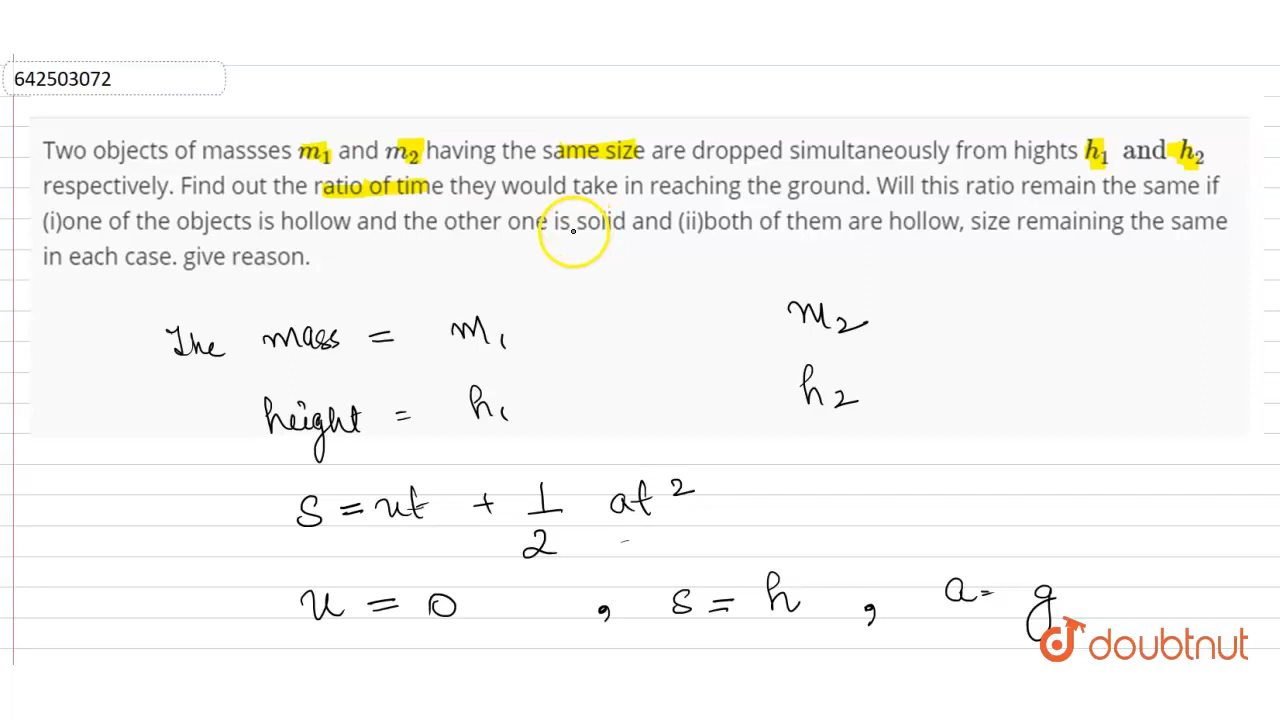 642503072
Two objects of massses m₁ and m₂ having the same size are dropped simultaneously from hights h₁ and h₂
respectively. Find out the ratio of time they would take in reaching the ground. Will this ratio remain the same if
(i)one of the objects is hollow and the other one is solid and (ii)both of them are hollow, size remaining the same
in each case. give reason.
The mass = m₁ m₂
height = h₁ h₂
S = ut + 1/2 at²
u = 0 , s = h , a = g
doubtnut